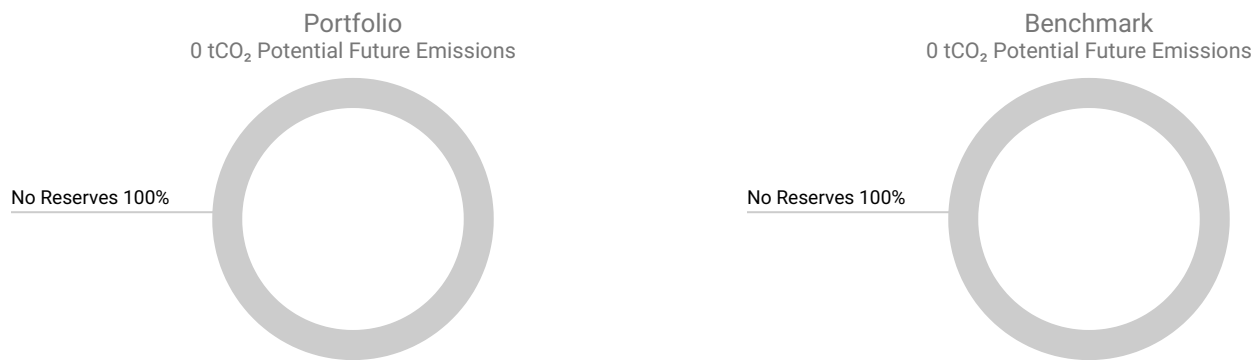 Portfolio
0 tCO₂ Potential Future Emissions
No Reserves 100%
Benchmark
0 tCO₂ Potential Future Emissions
No Reserves 100%